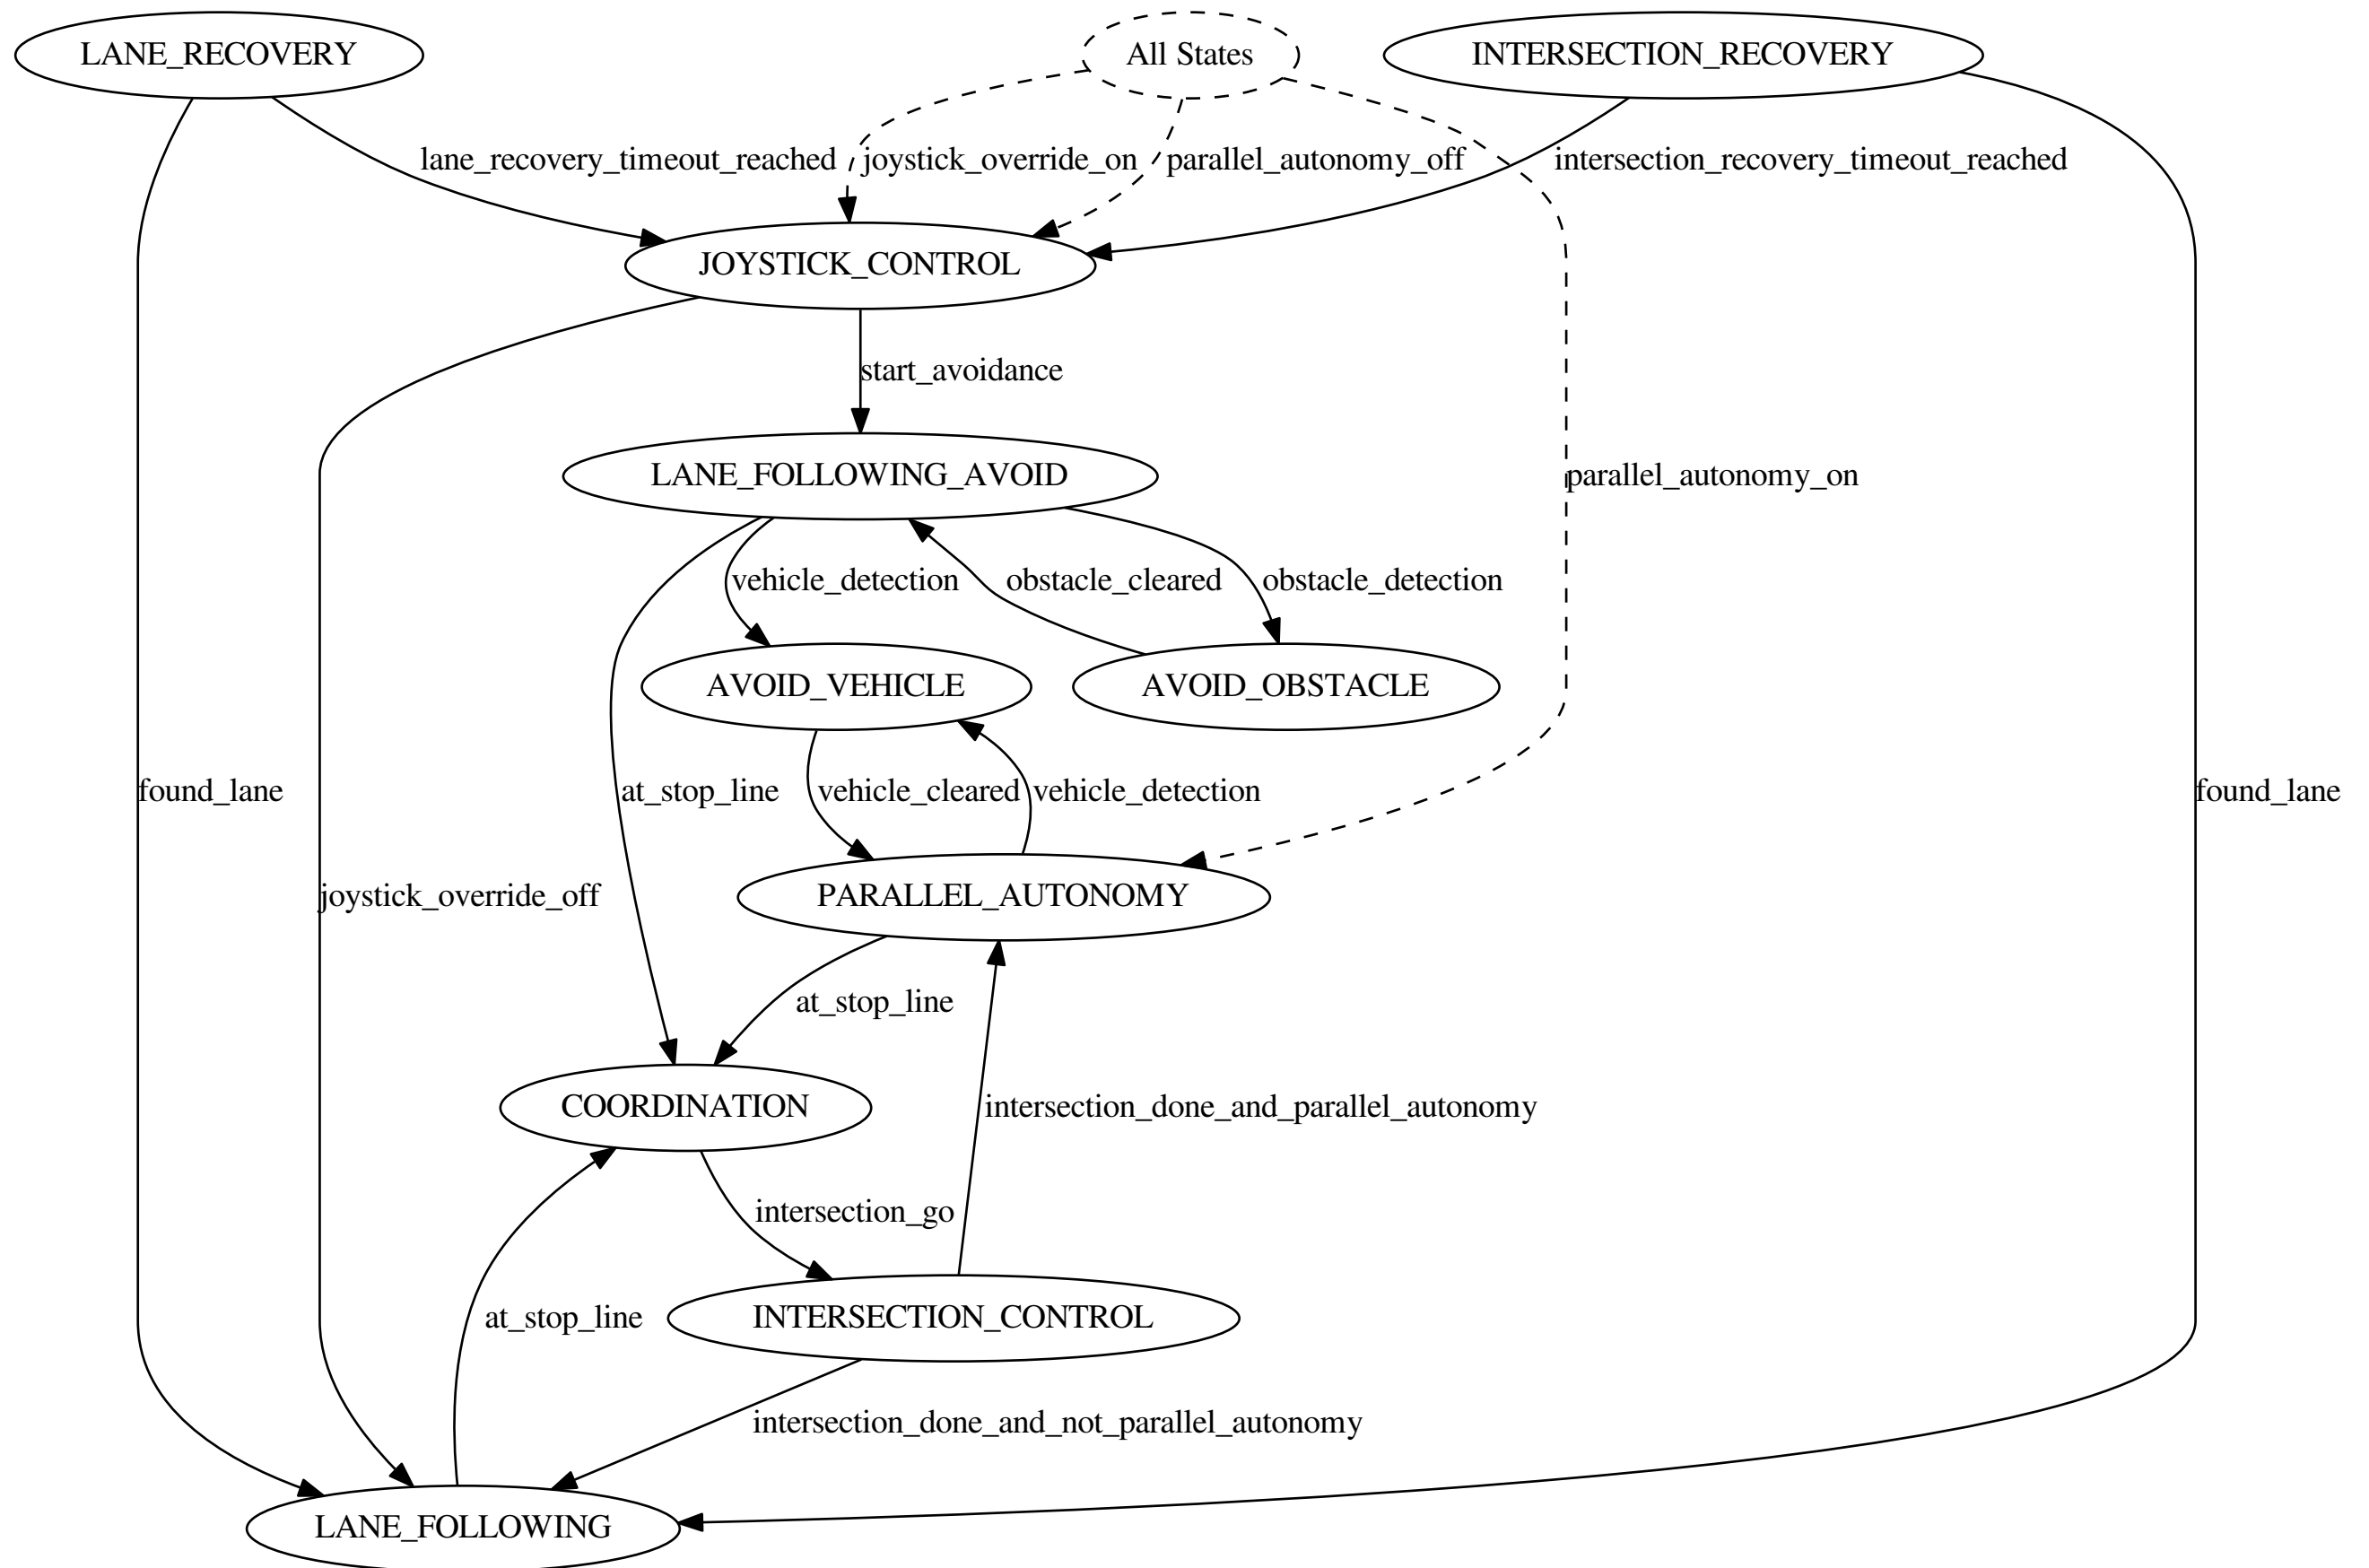 LANE_RECOVERY
All States
INTERSECTION_RECOVERY
lane_recovery_timeout_reached
joystick_override_on
parallel_autonomy_off
intersection_recovery_timeout_reached
JOYSTICK_CONTROL
start_avoidance
LANE_FOLLOWING_AVOID
parallel_autonomy_on
vehicle_detection
obstacle_cleared
obstacle_detection
AVOID_VEHICLE
AVOID_OBSTACLE
found_lane
at_stop_line
vehicle_cleared
vehicle_detection
found_lane
joystick_override_off
PARALLEL_AUTONOMY
at_stop_line
COORDINATION
intersection_done_and_parallel_autonomy
intersection_go
at_stop_line
INTERSECTION_CONTROL
intersection_done_and_not_parallel_autonomy
LANE_FOLLOWING